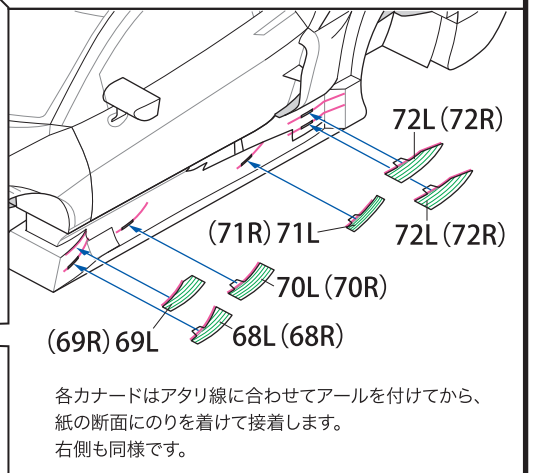 72L(72R)
(71R)71L
72L(72R)
70L(70R)
(69R)69L
68L(68R)
各カナードはアタリ線に合わせてアールを付けてから、
紙の断面にのりを着けて接着します。
右側も同様です。